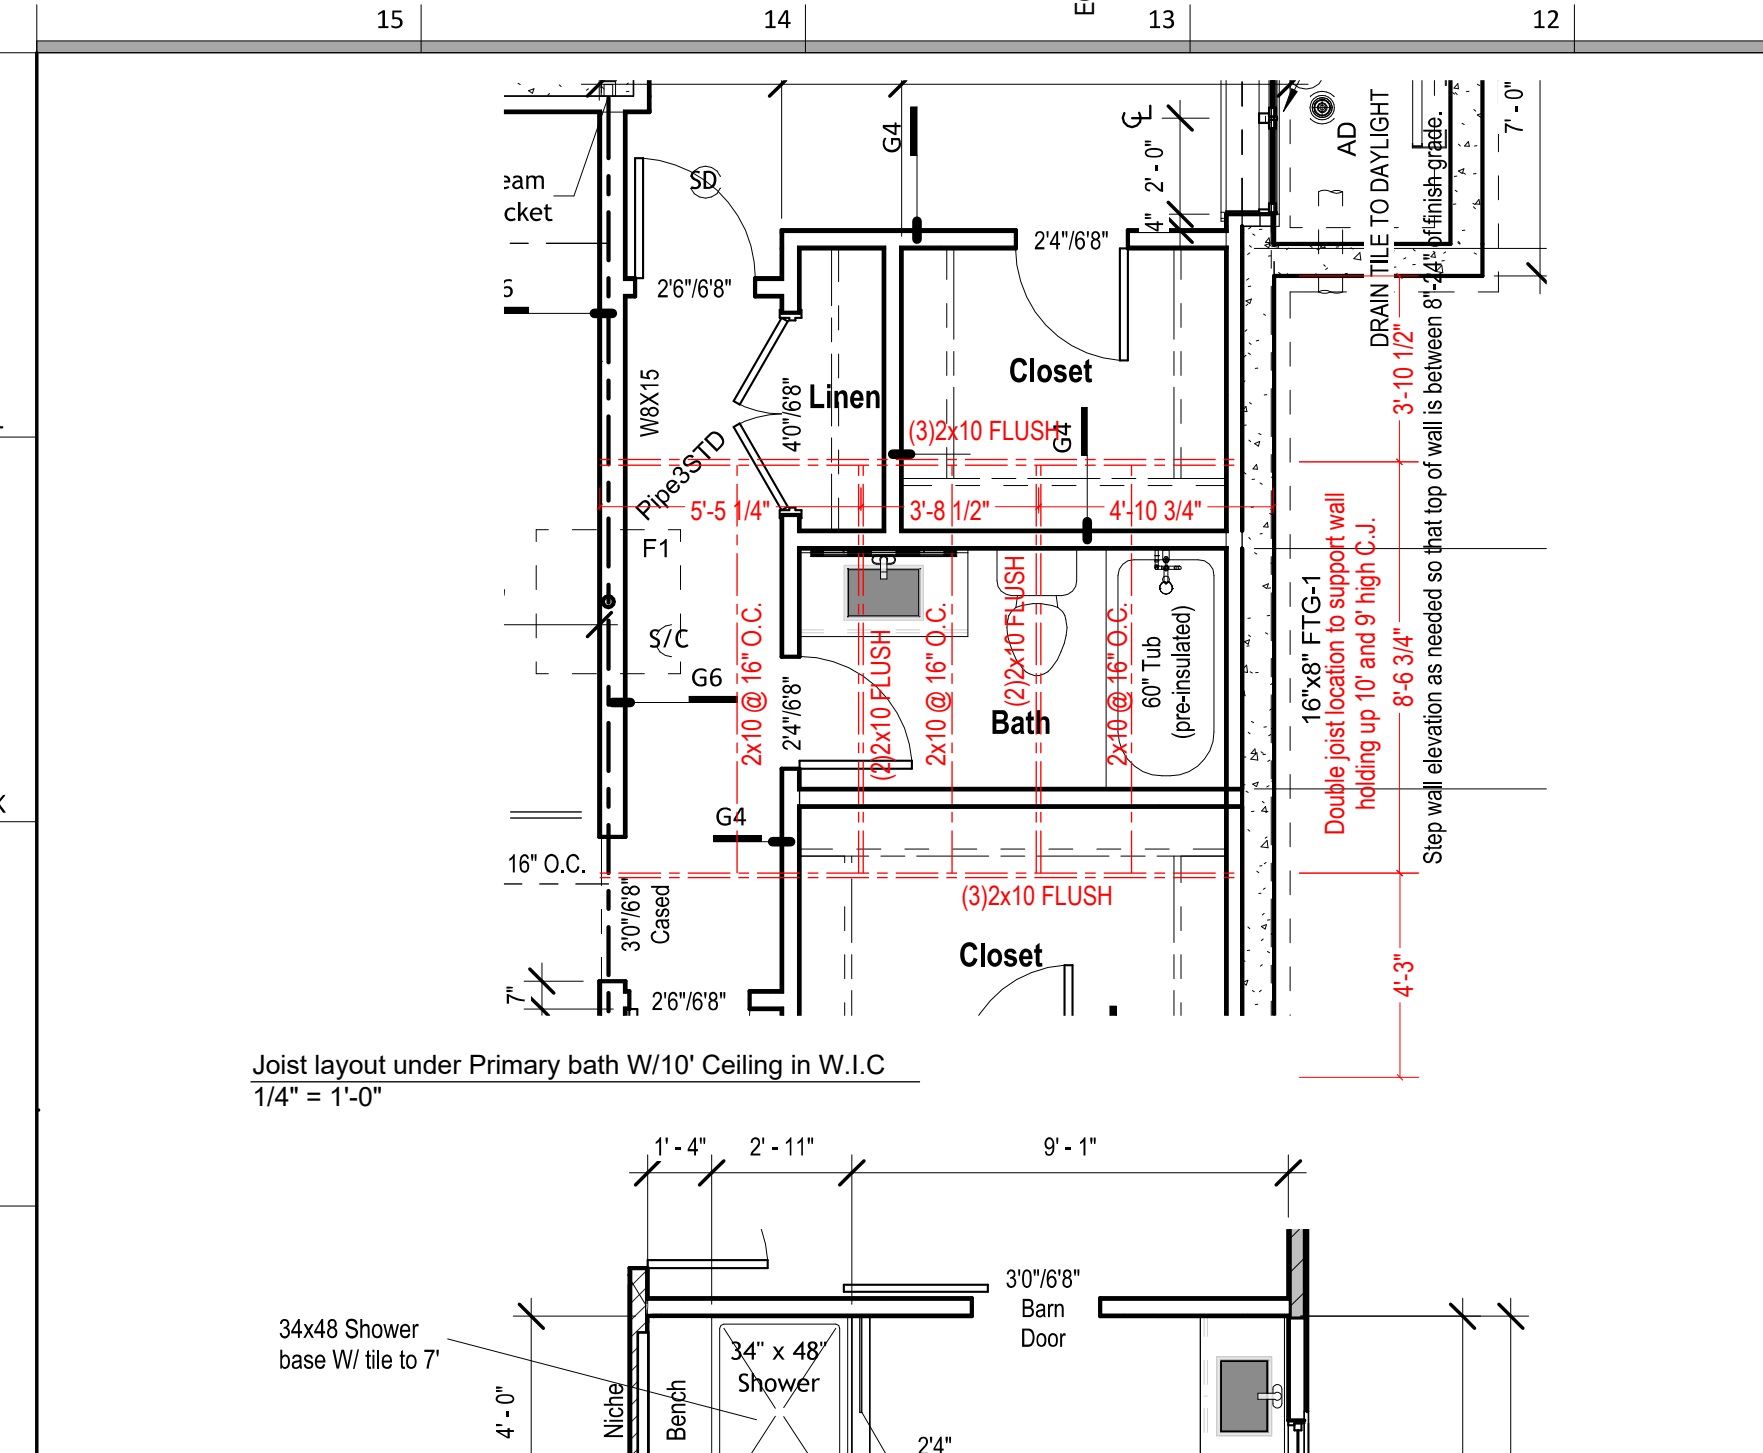 15
14
13
12
G4
SD
2' - 0"
4"
AD
DRAIN TILE TO DAYLIGHT
7' - 0"
eam
cket
2'4"/6'8"
2'6"/6'8"
Step wall elevation as needed so that top of wall is between 8"-24" of finish grade.
3'-10 1/2"
W8X15
Linen
4'0"/6'8"
Closet
(3)2x10 FLUSH
G4
Pipe3STD
5'-5 1/4"
3'-8 1/2"
4'-10 3/4"
F1
S/C
G6
2x10 @ 16" O.C.
2'4"/6'8"
(2)2x10 FLUSH
2x10 @ 16" O.C.
(2)2x10 FLUSH
Bath
2x10 @ 16" O.C.
60" Tub
(pre-insulated)
16"x8" FTG-1
Double joist location to support wall
holding up 10' and 9' high C.J.
8'-6 3/4"
G4
16" O.C.
3'0"/6'8"
Cased
(3)2x10 FLUSH
Closet
4'-3"
7"
2'6"/6'8"
Joist layout under Primary bath W/10' Ceiling in W.I.C
1/4" = 1'-0"
1' - 4"
2' - 11"
9' - 1"
3'0"/6'8"
Barn
Door
34x48 Shower
base W/ tile to 7'
34" x 48"
Shower
4' - 0"
Niche
Bench
2'4"